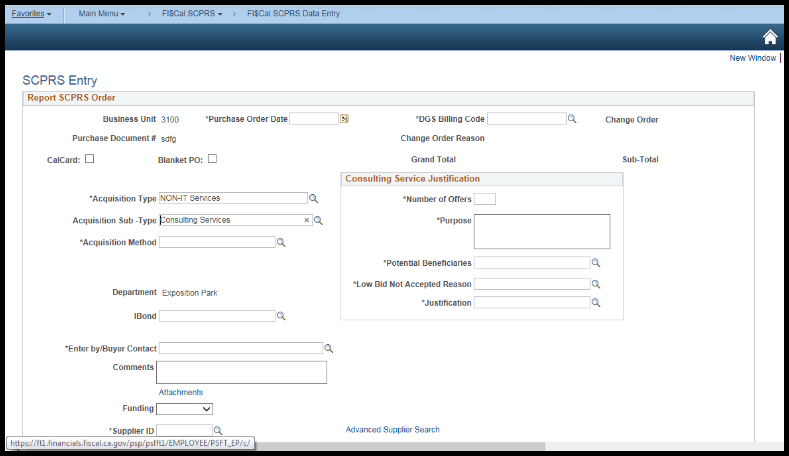 Favorites Main Menu > FI$Cal SCPRS > FI$Cal SCPRS Data Entry
New Window
SCPRS Entry
Report SCPRS Order
Business Unit 3100 *Purchase Order Date *DGS Billing Code Change Order
Purchase Document # sdfg Change Order Reason
CalCard: Blanket PO: Grand Total Sub-Total
Consulting Service Justification
*Acquisition Type NON-IT Services *Number of Offers
Acquisition Sub -Type Consulting Services × *Purpose
*Acquisition Method
*Potential Beneficiaries
*Low Bid Not Accepted Reason
Department Exposition Park *Justification
IBond
*Enter by/Buyer Contact
Comments
Attachments
Funding
*Supplier ID Advanced Supplier Search
https://ft1.financials.fiscal.ca.gov/psp/psfft1/EMPLOYEE/PSFT_EP/c/